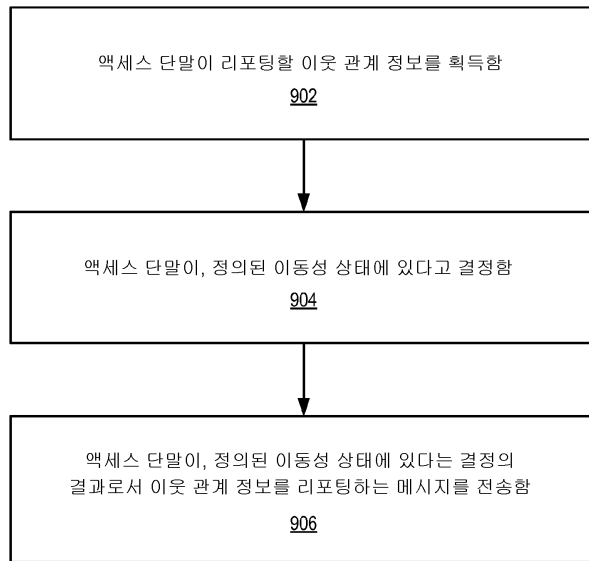 액세스 단말이 리포팅할 이웃 관계 정보를 획득함
902
액세스 단말이, 정의된 이동성 상태에 있다고 결정함
904
액세스 단말이, 정의된 이동성 상태에 있다는 결정의
결과로서 이웃 관계 정보를 리포팅하는 메시지를 전송함
906